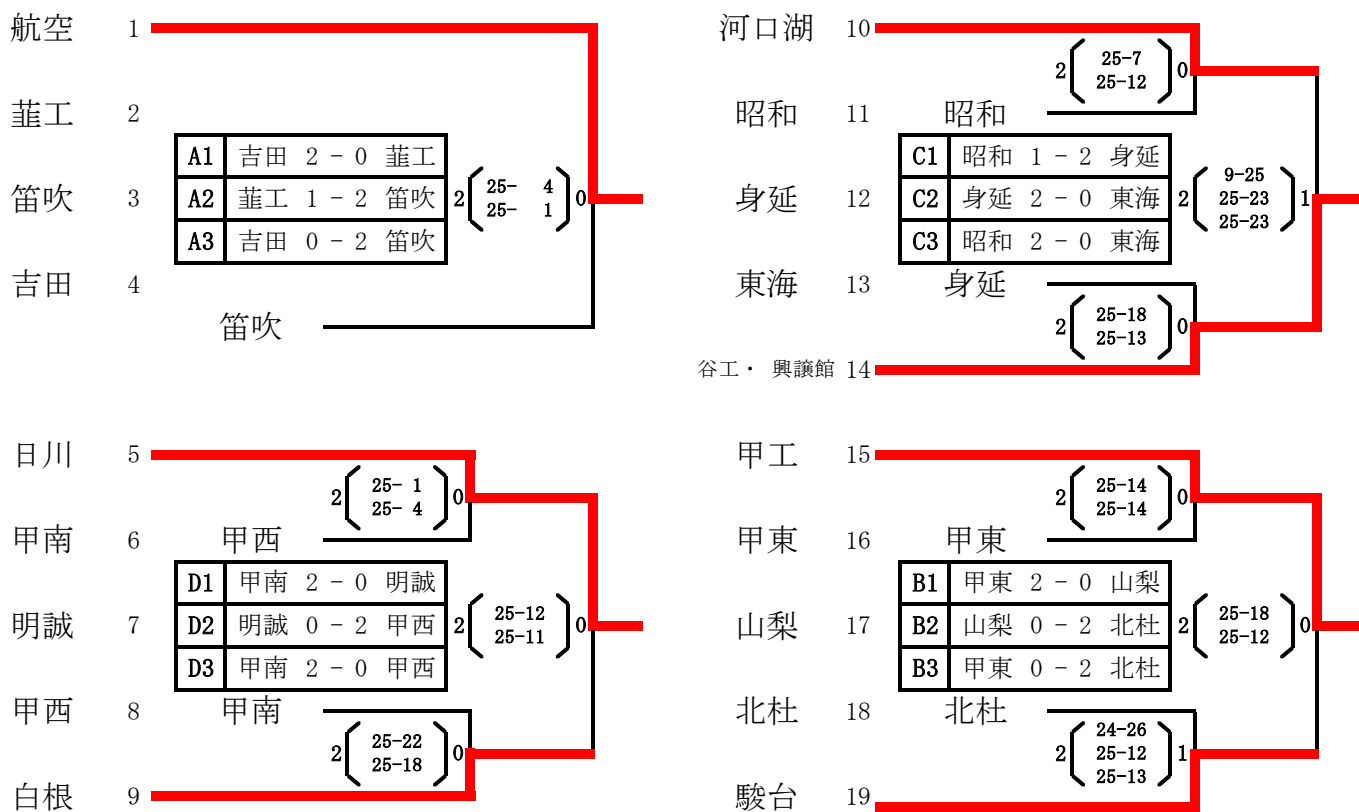 航空 1
韮工 2
A1 吉田 2 - 0 韮工
笛吹 3
A2 韮工 1 - 2 笛吹
2 25- 4 0
25- 1
A3 吉田 0 - 2 笛吹
吉田 4
笛吹
河口湖 10
2 25-7 0
25-12
昭和 11 昭和
C1 昭和 1 - 2 身延
身延 12
C2 身延 2 - 0 東海
2 9-25 1
25-23
25-23
C3 昭和 2 - 0 東海
東海 13 身延
2 25-18 0
25-13
谷工・ 興譲館 14
日川 5
2 25- 1 0
25- 4
甲南 6 甲西
D1 甲南 2 - 0 明誠
明誠 7
D2 明誠 0 - 2 甲西
2 25-12 0
25-11
D3 甲南 2 - 0 甲西
甲西 8 甲南
2 25-22 0
25-18
白根 9
甲工 15
2 25-14 0
25-14
甲東 16 甲東
B1 甲東 2 - 0 山梨
山梨 17
B2 山梨 0 - 2 北杜
2 25-18 0
25-12
B3 甲東 0 - 2 北杜
北杜 18 北杜
2 24-26 1
25-12
25-13
駿台 19